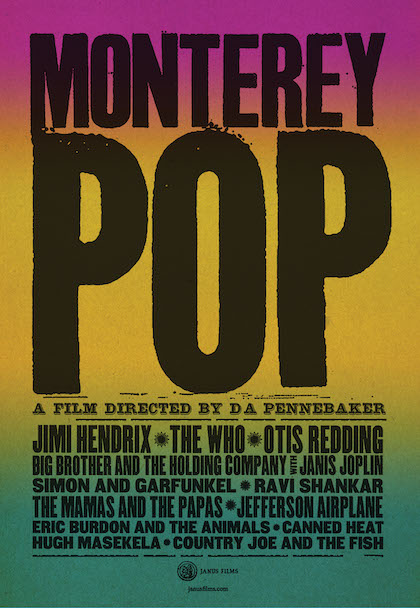 MONTEREY
POP
A FILM DIRECTED BY DA PENNEBAKER
JIMI HENDRIX ✹ THE WHO ✹ OTIS REDDING
BIG BROTHER AND THE HOLDING COMPANY WITH JANIS JOPLIN
SIMON AND GARFUNKEL • RAVI SHANKAR
THE MAMAS AND THE PAPAS ✹ JEFFERSON AIRPLANE
ERIC BURDON AND THE ANIMALS • CANNED HEAT
HUGH MASEKELA • COUNTRY JOE AND THE FISH
JANUS FILMS
janusfilms.com